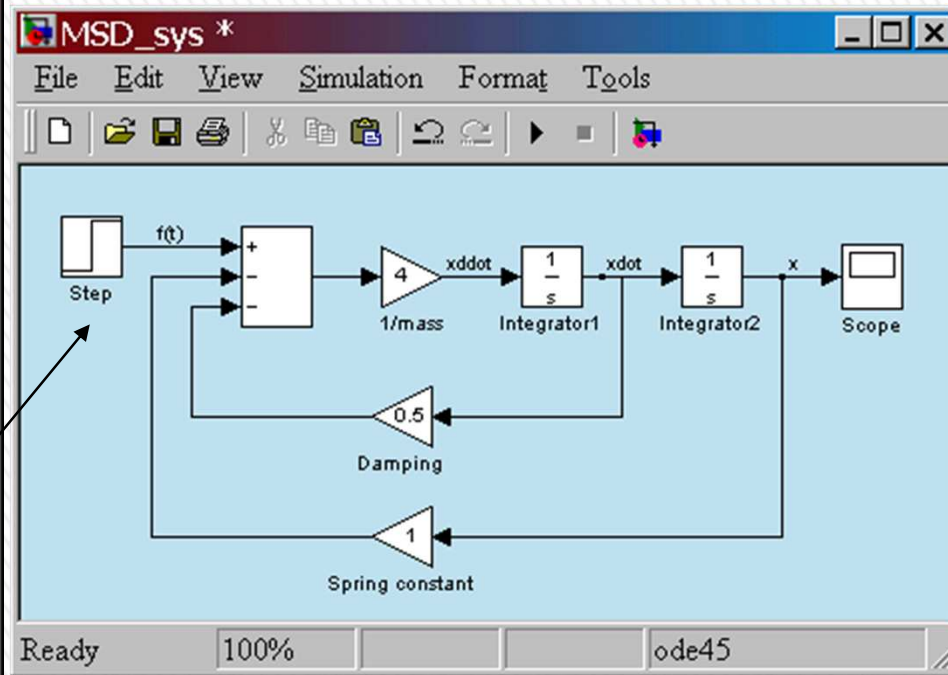 MSD_sys *
File Edit View Simulation Format Tools
f(t)
Step
+
−
−
4
1/mass
xddot
1
s
Integrator1
xdot
1
s
Integrator2
x
Scope
0.5
Damping
1
Spring constant
Ready 100% ode45